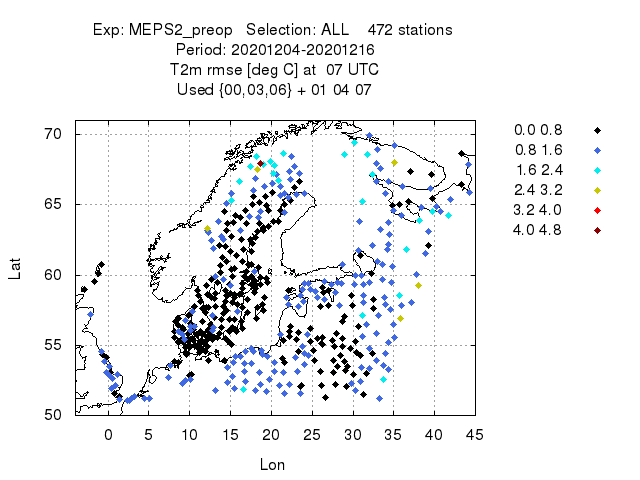 Exp: MEPS2_preop Selection: ALL 472 stations
Period: 20201204-20201216
T2m rmse [deg C] at 07 UTC
Used {00,03,06} + 01 04 07
0.0 0.8
0.8 1.6
1.6 2.4
2.4 3.2
3.2 4.0
4.0 4.8
Lat
70
65
60
55
50
0 5 10 15 20 25 30 35 40 45
Lon